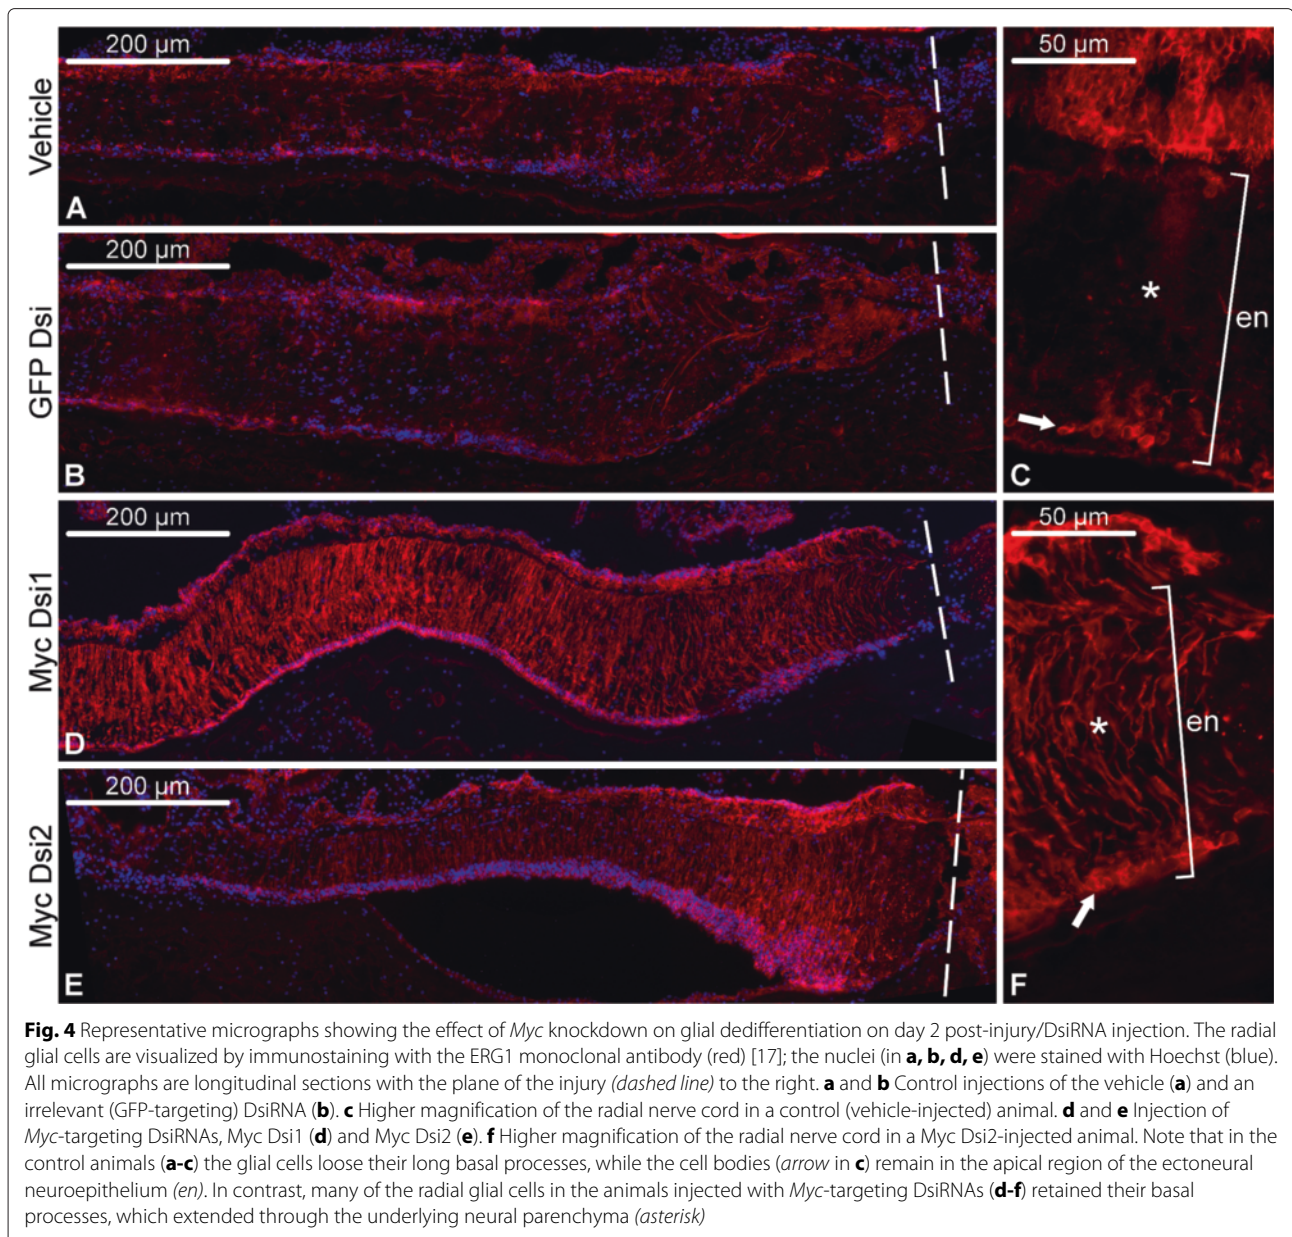 Vehicle
200 µm
A
50 µm
*
en
C
GFP Dsi
200 µm
B
Myc Dsi1
200 µm
D
50 µm
*
en
F
Myc Dsi2
200 µm
E
Fig. 4 Representative micrographs showing the effect of Myc knockdown on glial dedifferentiation on day 2 post-injury/DsiRNA injection. The radial
glial cells are visualized by immunostaining with the ERG1 monoclonal antibody (red) [17]; the nuclei (in a, b, d, e) were stained with Hoechst (blue).
All micrographs are longitudinal sections with the plane of the injury (dashed line) to the right. a and b Control injections of the vehicle (a) and an
irrelevant (GFP-targeting) DsiRNA (b). c Higher magnification of the radial nerve cord in a control (vehicle-injected) animal. d and e Injection of
Myc-targeting DsiRNAs, Myc Dsi1 (d) and Myc Dsi2 (e). f Higher magnification of the radial nerve cord in a Myc Dsi2-injected animal. Note that in the
control animals (a-c) the glial cells loose their long basal processes, while the cell bodies (arrow in c) remain in the apical region of the ectoneural
neuroepithelium (en). In contrast, many of the radial glial cells in the animals injected with Myc-targeting DsiRNAs (d-f) retained their basal
processes, which extended through the underlying neural parenchyma (asterisk)